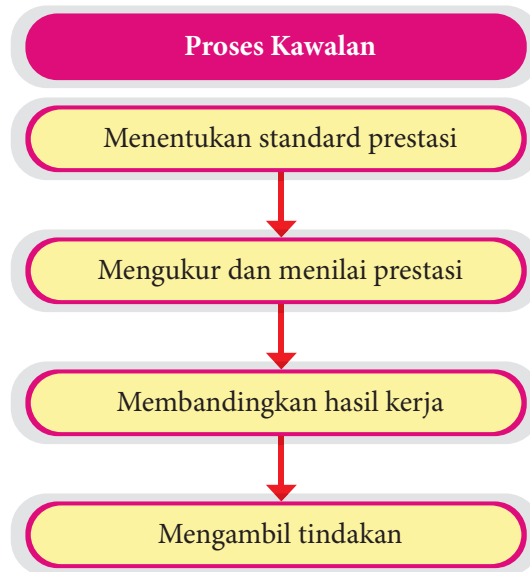 Proses Kawalan
Menentukan standard prestasi
Mengukur dan menilai prestasi
Membandingkan hasil kerja
Mengambil tindakan